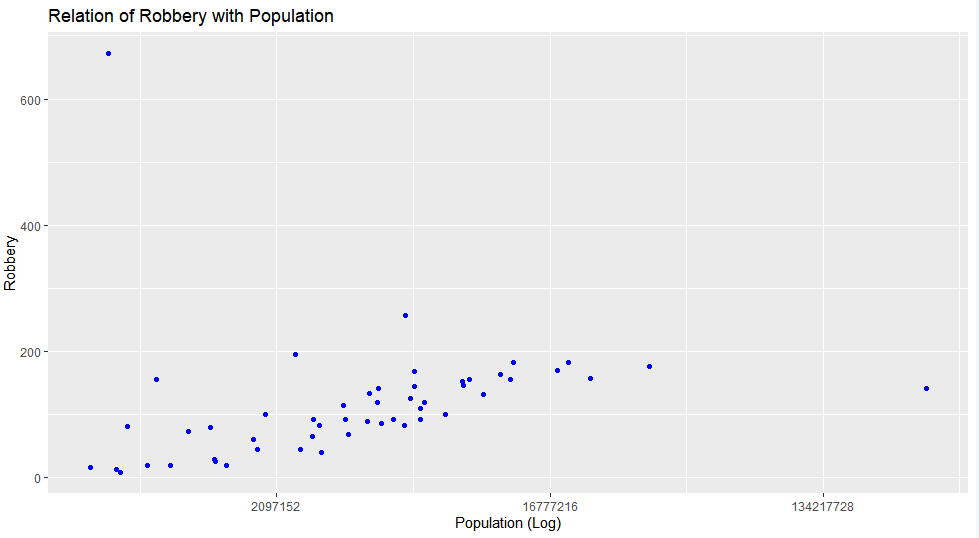 Relation of Robbery with Population
600
400
200
0
Robbery
2097152
16777216
134217728
Population (Log)